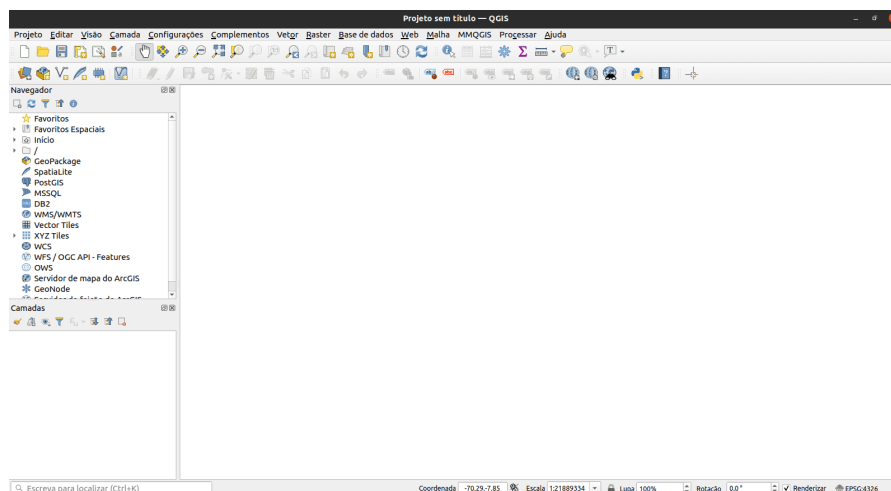 Projeto sem título — QGIS
Projeto Editar Visão Camada Configurações Complementos Vetor Raster Base de dados Web Malha MMQGIS Processar Ajuda
Navegador
Favoritos
Favoritos Espaciais
Início
/
GeoPackage
SpatiaLite
PostGIS
MSSQL
DB2
WMS/WMTS
Vector Tiles
XYZ Tiles
WCS
WFS / OGC API - Features
OWS
Servidor de mapa do ArcGIS
GeoNode
Camadas
Escreva para localizar (Ctrl+K)
Coordenada -70.29,-7.85 Escala 1:21889334 Lupa 100% Rotação 0.0° Renderizar EPSG:4326